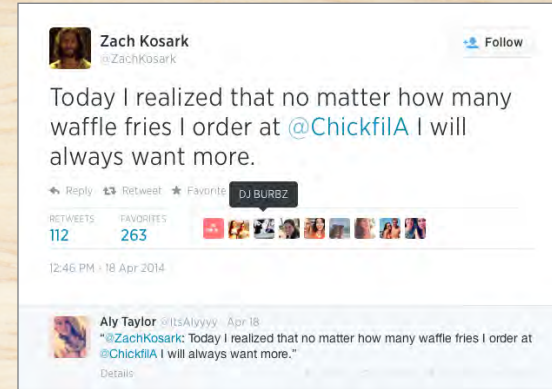 Zach Kosark
@ZachKosark
Follow
Today I realized that no matter how many
waffle fries I order at @ChickfilA I will
always want more.
Reply Retweet Favorite DJ BURBZ
RETWEETS FAVORITES
112 263
12:46 PM - 18 Apr 2014
Aly Taylor @ItsAlyyyy · Apr 18
"@ZachKosark: Today I realized that no matter how many waffle fries I order at
@ChickfilA I will always want more."
Details